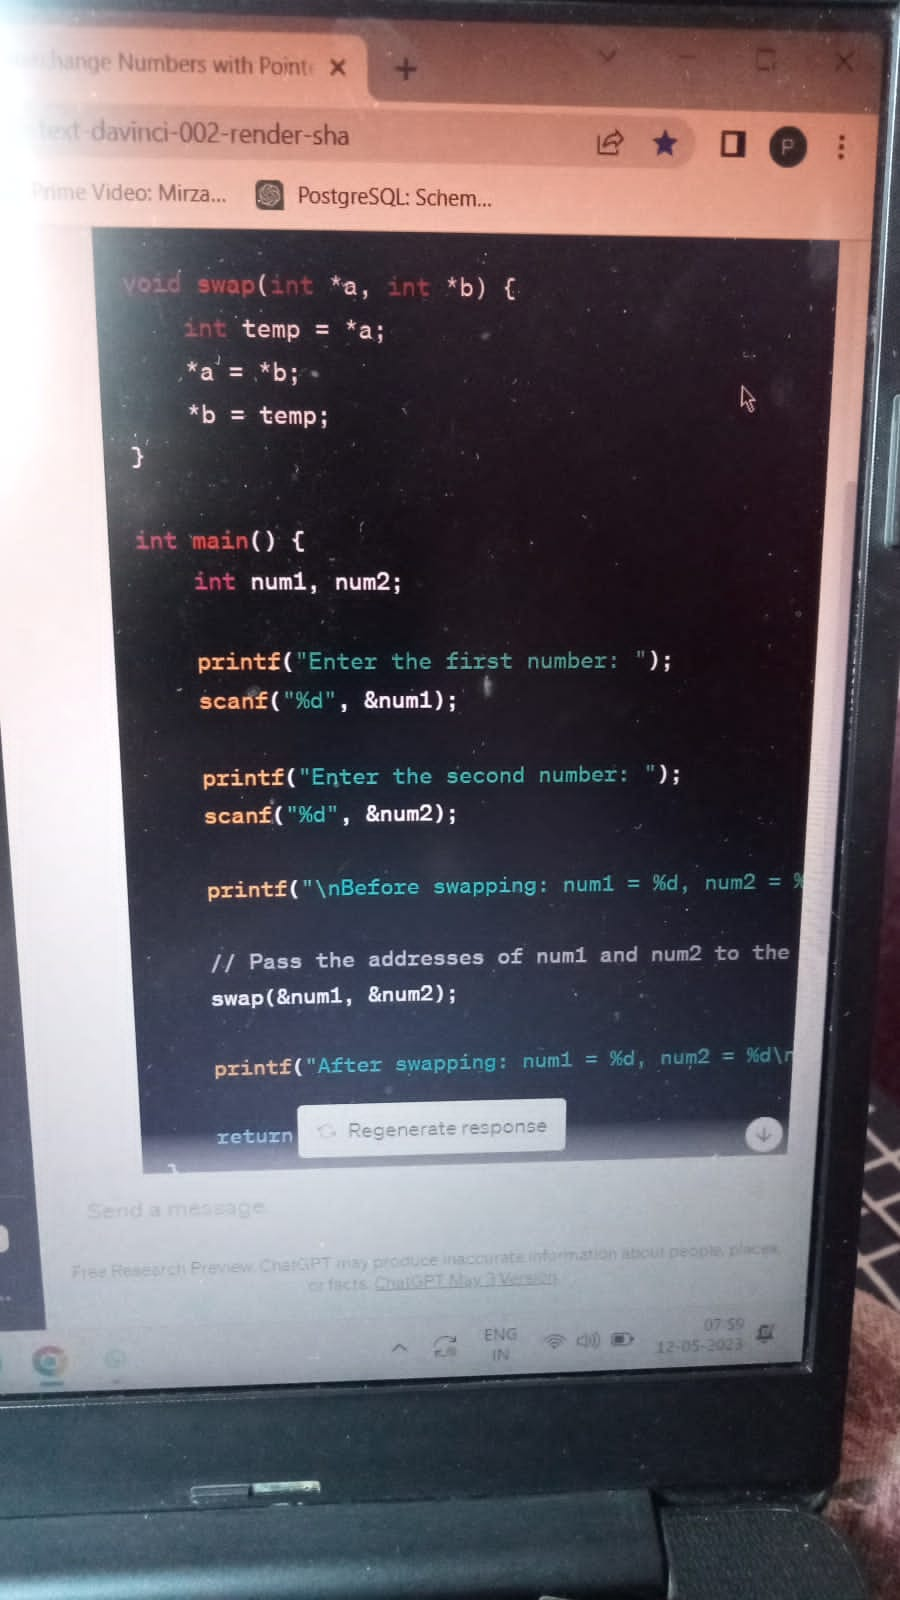 change Numbers with Point
text-davinci-002-render-sha
P
Prime Video: Mirza...
PostgreSQL: Schem...
void swap(int *a, int *b) {
int temp = *a;
*a = *b;
*b = temp;
}
int main() {
int num1, num2;
printf("Enter the first number: ");
scanf("%d", &num1);
printf("Enter the second number: ");
scanf("%d", &num2);
printf("\nBefore swapping: num1 = %d, num2 = %
// Pass the addresses of num1 and num2 to the
swap(&num1, &num2);
printf("After swapping: num1 = %d, num2 = %d\n
return
Regenerate response
}
Send a message.
Free Research Preview. ChatGPT may produce inaccurate information about people, places,
or facts. ChatGPT May 3 Version
ENG
IN
07:59
12-05-2023